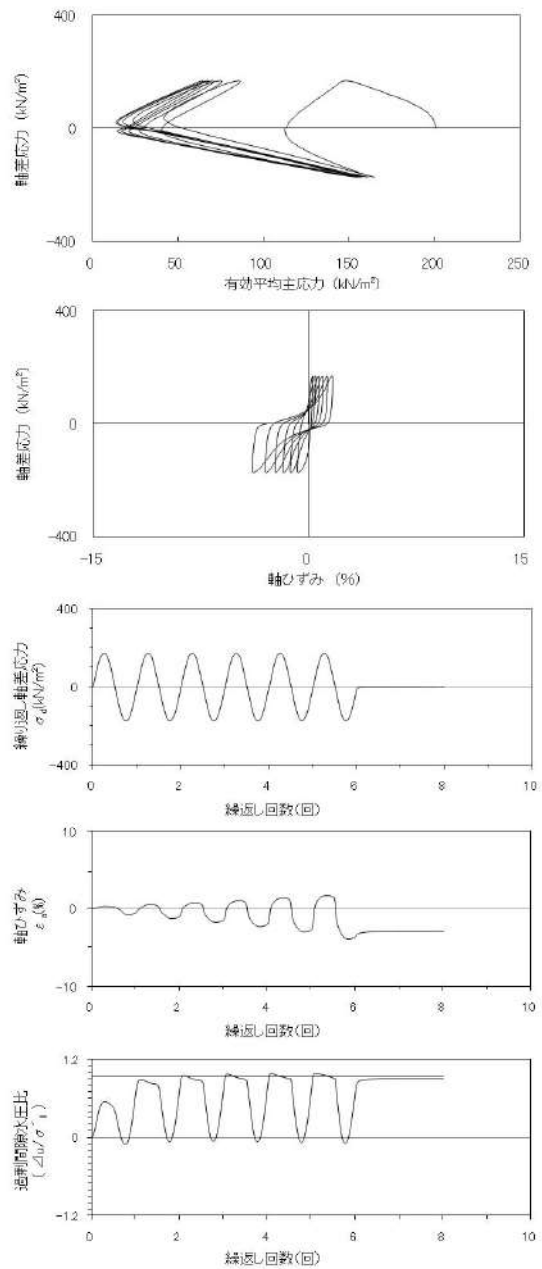 400
0
-400
軸差応力 (kN/m²)
0 50 100 150 200 250
有効平均主応力 (kN/m²)
400
0
-400
軸差応力 (kN/m²)
-15 0 15
軸ひずみ (%)
400
0
-400
繰り返し軸差応力
σd(kN/m²)
0 2 4 6 8 10
繰返し回数(回)
10
0
-10
軸ひずみ
εa(%)
0 2 4 6 8 10
繰返し回数(回)
1.2
0
-1.2
過剰間隙水圧比
0 2 4 6 8 10
繰返し回数(回)